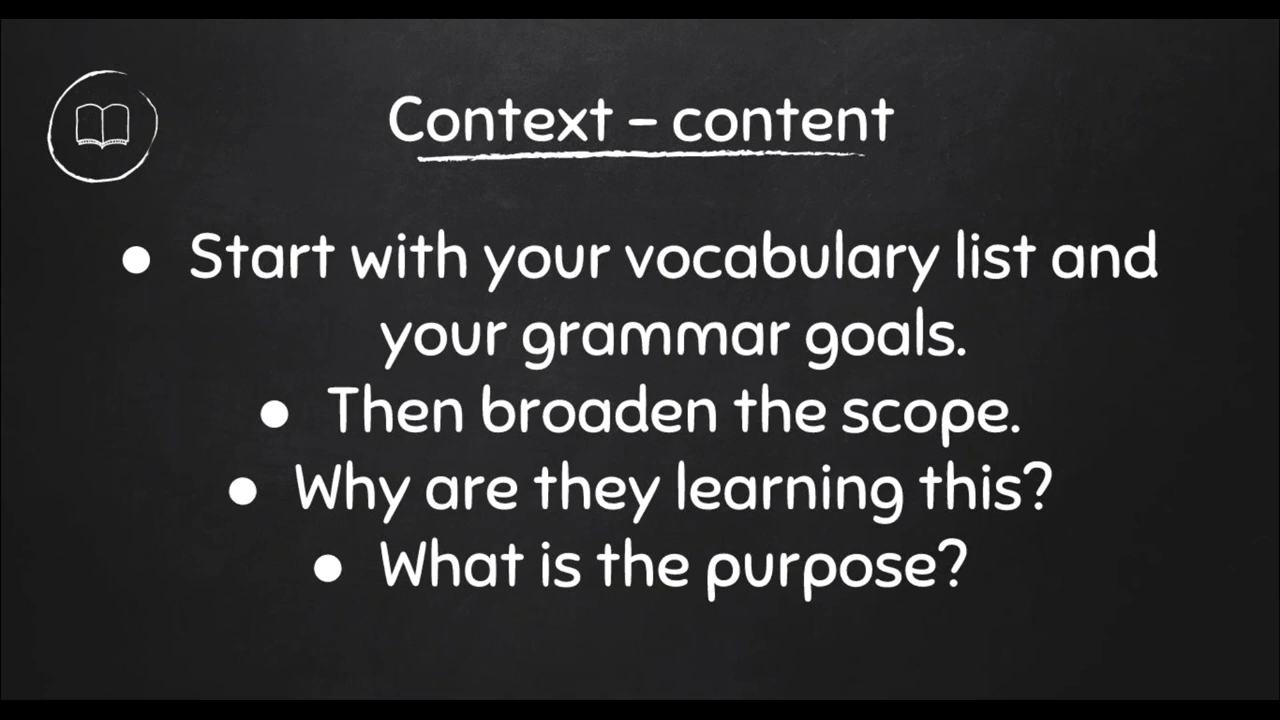 Context – content
● Start with your vocabulary list and
your grammar goals.
● Then broaden the scope.
● Why are they learning this?
● What is the purpose?